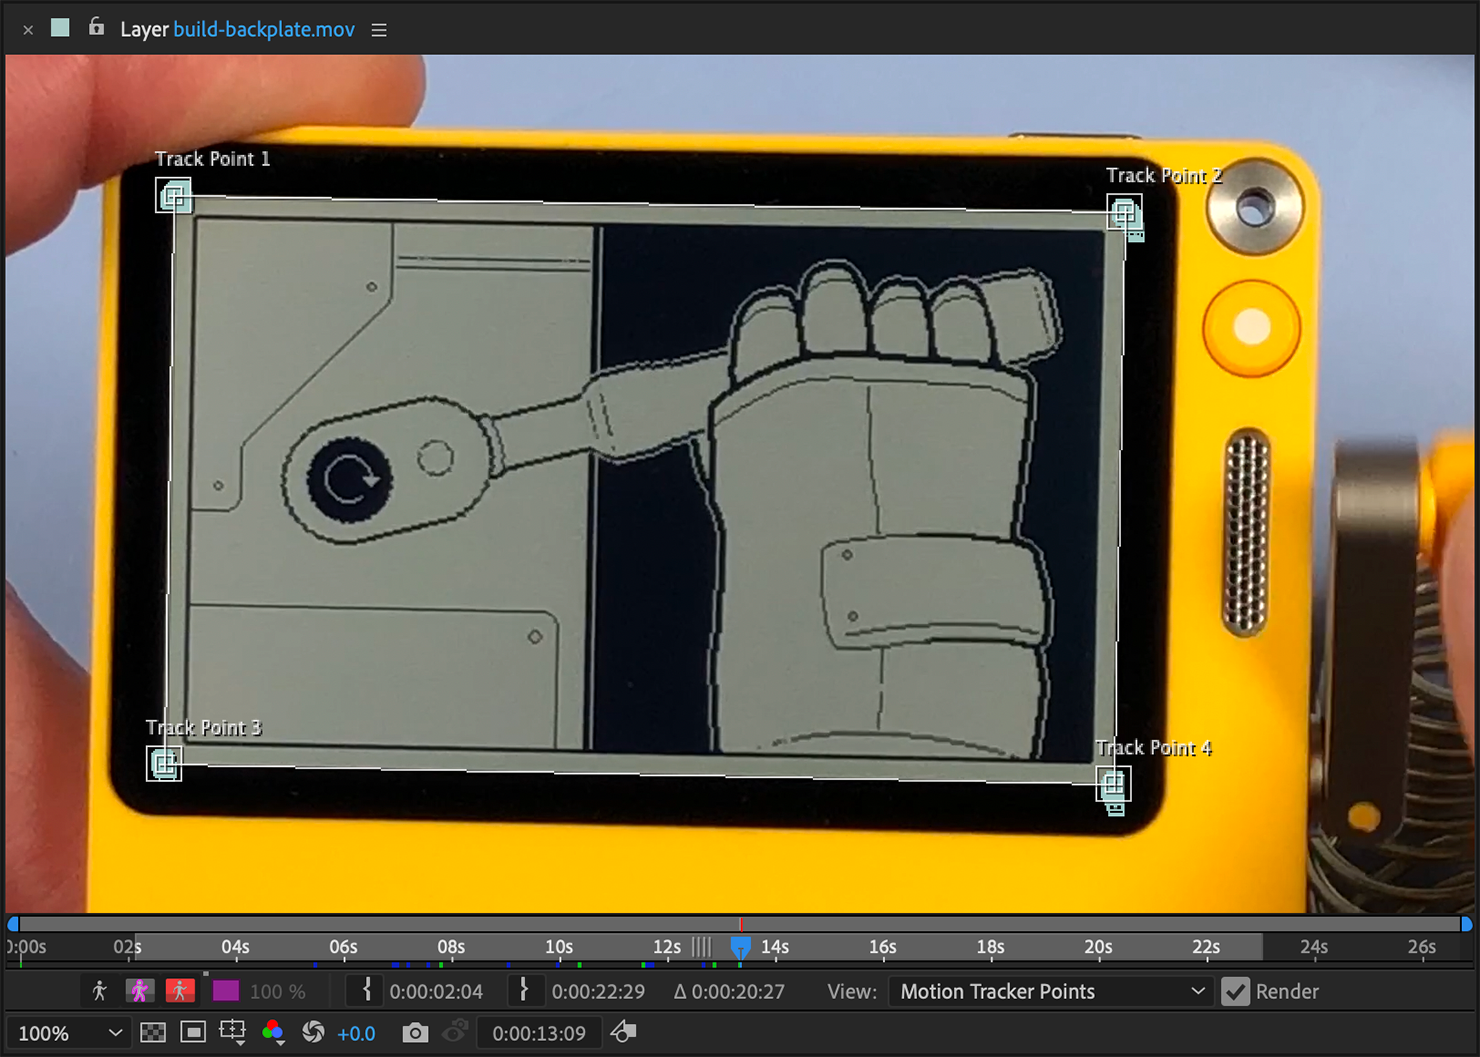 Layer build-backplate.mov
Track Point 1
Track Point 2
Track Point 3
Track Point 4
0:00s 02s 04s 06s 08s 10s 12s 14s 16s 18s 20s 22s 24s 26s
100 % { 0:00:02:04 } 0:00:22:29 Δ 0:00:20:27 View: Motion Tracker Points Render
100% +0.0 0:00:13:09